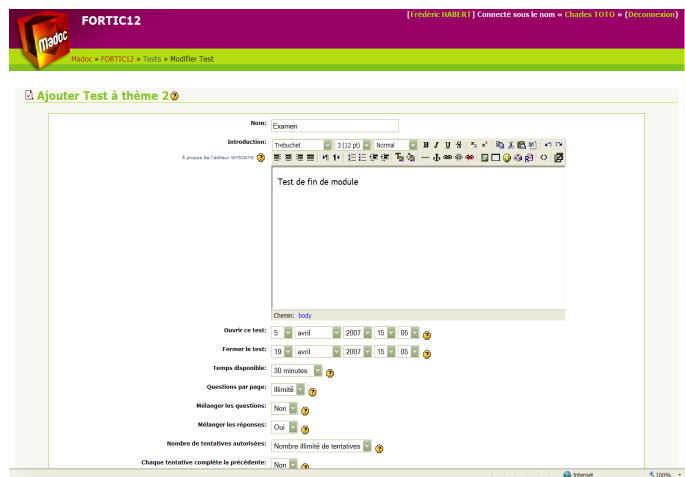 FORTIC12
[Frédéric HABERT] Connecté sous le nom « Charles TOTO » (Déconnexion)
Madoc
Madoc » FORTIC12 » Tests » Modifier Test
Ajouter Test à thème 2
Nom: Examen
Introduction: Trebuchet 3 (12 pt) Normal B I U S
À propos de l'éditeur WYSIWYG
Test de fin de module
Chemin: body
Ouvrir ce test: 5 avril 2007 15 05
Fermer le test: 19 avril 2007 15 05
Temps disponible: 30 minutes
Questions par page: Illimité
Mélanger les questions: Non
Mélanger les réponses: Oui
Nombre de tentatives autorisées: Nombre illimité de tentatives
Chaque tentative complète la précédente: Non
Internet 100%